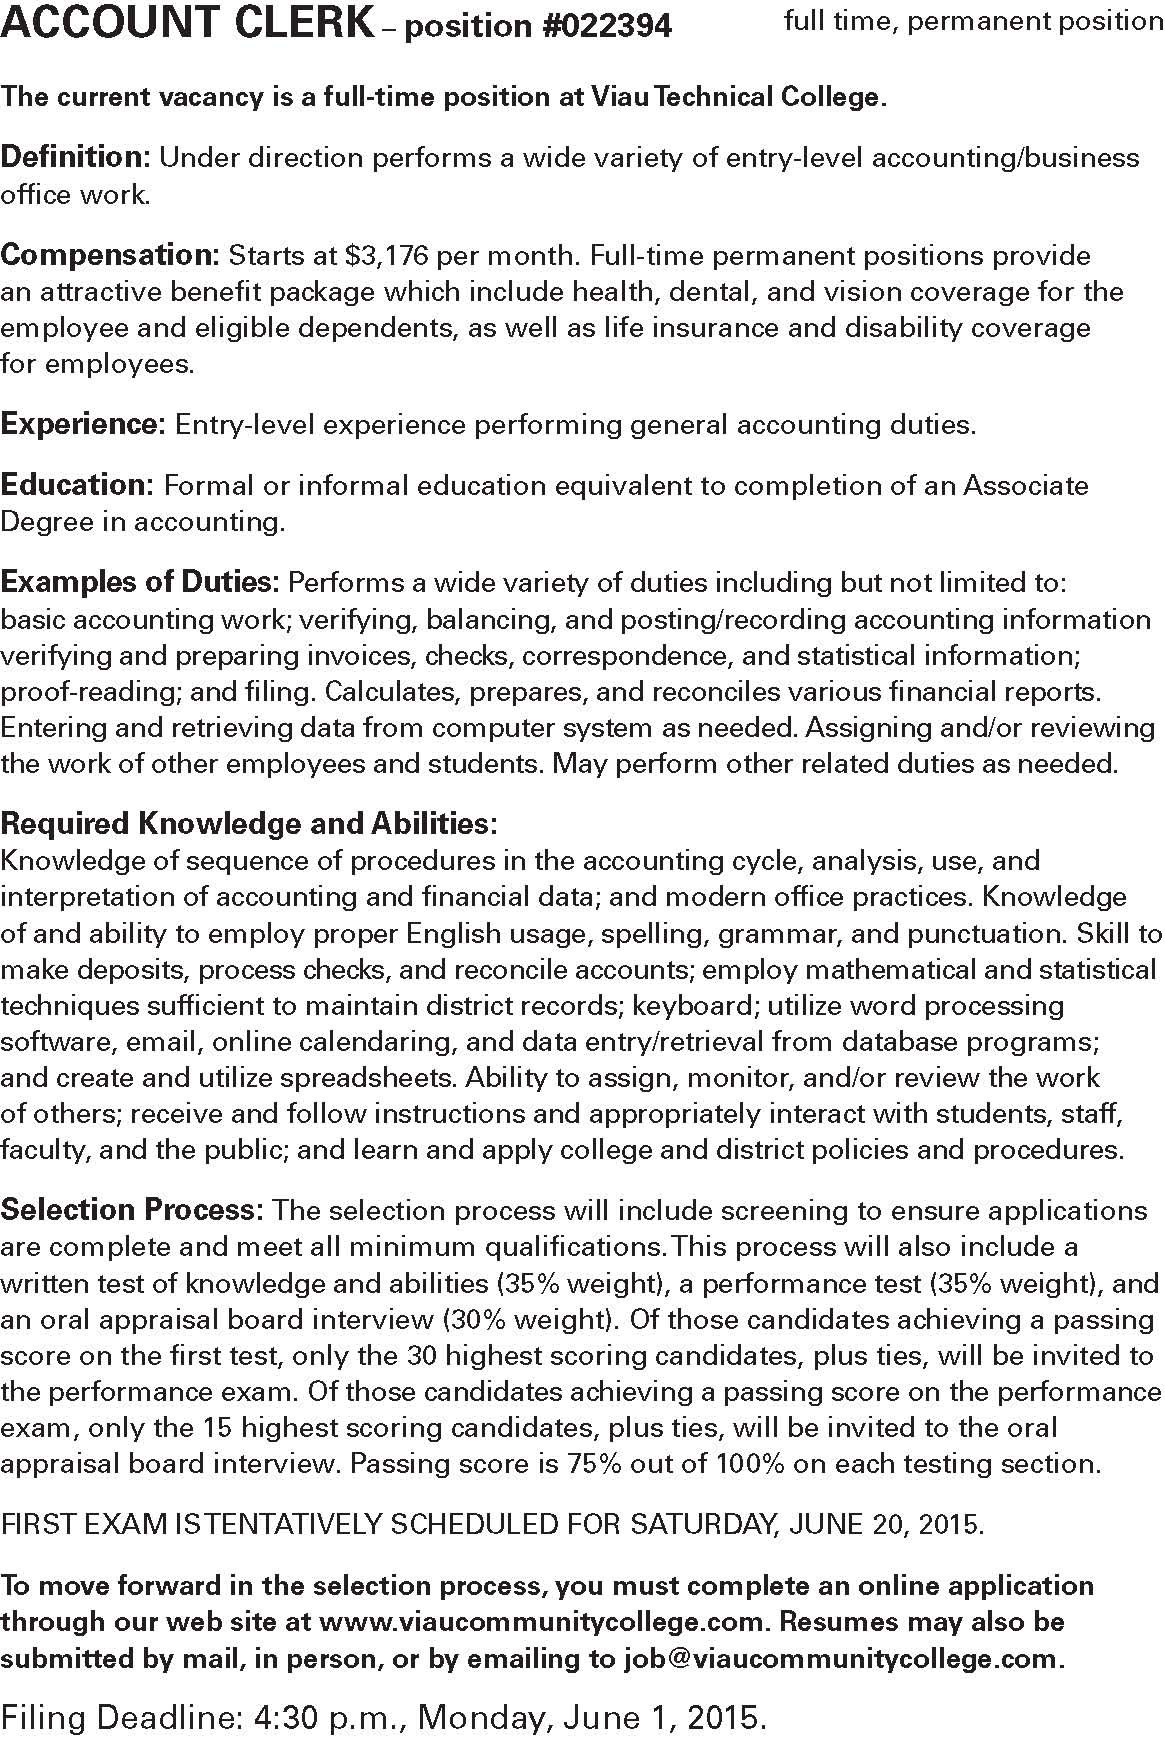 ACCOUNT CLERK – position #022394 full time, permanent position
The current vacancy is a full-time position at Viau Technical College.
Definition: Under direction performs a wide variety of entry-level accounting/business
office work.
Compensation: Starts at $3,176 per month. Full-time permanent positions provide
an attractive benefit package which include health, dental, and vision coverage for the
employee and eligible dependents, as well as life insurance and disability coverage
for employees.
Experience: Entry-level experience performing general accounting duties.
Education: Formal or informal education equivalent to completion of an Associate
Degree in accounting.
Examples of Duties: Performs a wide variety of duties including but not limited to:
basic accounting work; verifying, balancing, and posting/recording accounting information
verifying and preparing invoices, checks, correspondence, and statistical information;
proof-reading; and filing. Calculates, prepares, and reconciles various financial reports.
Entering and retrieving data from computer system as needed. Assigning and/or reviewing
the work of other employees and students. May perform other related duties as needed.
Required Knowledge and Abilities:
Knowledge of sequence of procedures in the accounting cycle, analysis, use, and
interpretation of accounting and financial data; and modern office practices. Knowledge
of and ability to employ proper English usage, spelling, grammar, and punctuation. Skill to
make deposits, process checks, and reconcile accounts; employ mathematical and statistical
techniques sufficient to maintain district records; keyboard; utilize word processing
software, email, online calendaring, and data entry/retrieval from database programs;
and create and utilize spreadsheets. Ability to assign, monitor, and/or review the work
of others; receive and follow instructions and appropriately interact with students, staff,
faculty, and the public; and learn and apply college and district policies and procedures.
Selection Process: The selection process will include screening to ensure applications
are complete and meet all minimum qualifications. This process will also include a
written test of knowledge and abilities (35% weight), a performance test (35% weight), and
an oral appraisal board interview (30% weight). Of those candidates achieving a passing
score on the first test, only the 30 highest scoring candidates, plus ties, will be invited to
the performance exam. Of those candidates achieving a passing score on the performance
exam, only the 15 highest scoring candidates, plus ties, will be invited to the oral
appraisal board interview. Passing score is 75% out of 100% on each testing section.
FIRST EXAM IS TENTATIVELY SCHEDULED FOR SATURDAY, JUNE 20, 2015.
To move forward in the selection process, you must complete an online application
through our web site at www.viaucommunitycollege.com. Resumes may also be
submitted by mail, in person, or by emailing to job@viaucommunitycollege.com.
Filing Deadline: 4:30 p.m., Monday, June 1, 2015.